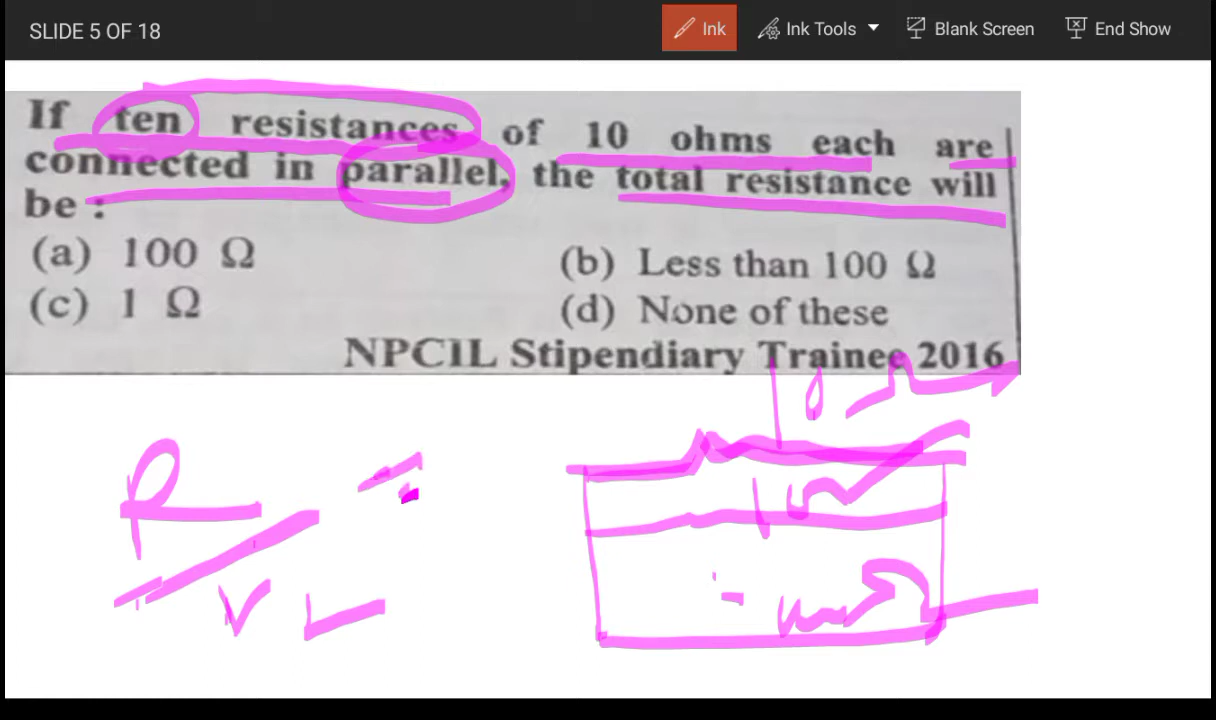 SLIDE 5 OF 18
Ink
Ink Tools
Blank Screen
End Show
If ten resistances of 10 ohms each are
connected in parallel, the total resistance will
be :
(a) 100 Ω
(b) Less than 100 Ω
(c) 1 Ω
(d) None of these
NPCIL Stipendiary Trainee 2016
10 Ω
R